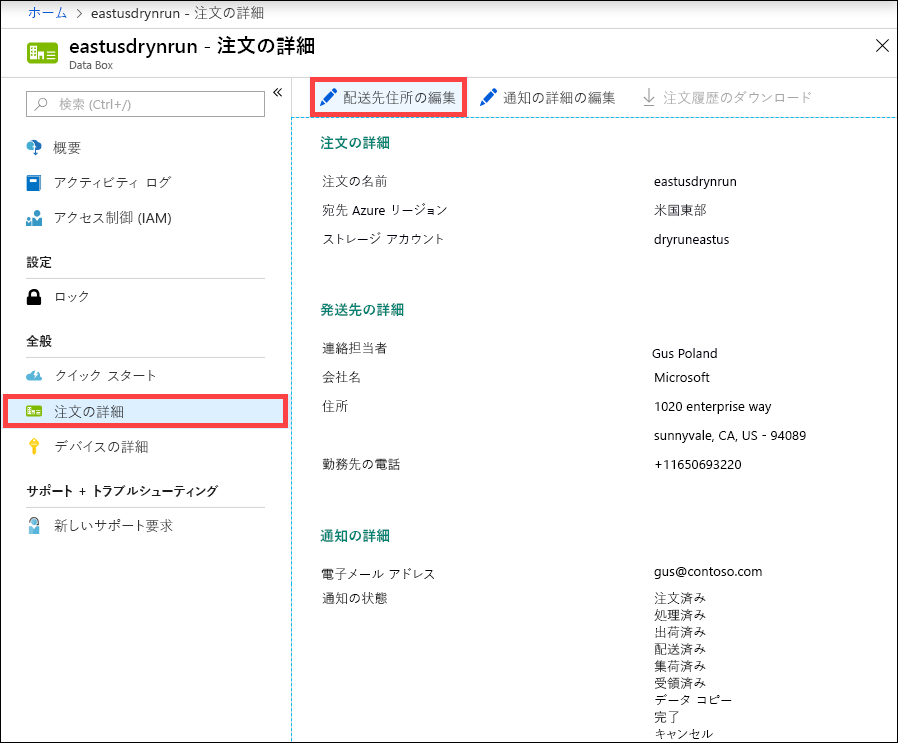 ホーム > eastusdrynrun - 注文の詳細
eastusdrynrun - 注文の詳細
Data Box
検索 (Ctrl+/)
概要
アクティビティ ログ
アクセス制御 (IAM)
設定
ロック
全般
クイック スタート
注文の詳細
デバイスの詳細
サポート + トラブルシューティング
新しいサポート要求
配送先住所の編集 通知の詳細の編集 注文履歴のダウンロード
注文の詳細
注文の名前 eastusdrynrun
宛先 Azure リージョン 米国東部
ストレージ アカウント dryruneastus
発送先の詳細
連絡担当者 Gus Poland
会社名 Microsoft
住所 1020 enterprise way
sunnyvale, CA, US - 94089
勤務先の電話 +11650693220
通知の詳細
電子メール アドレス gus@contoso.com
通知の状態 注文済み
処理済み
出荷済み
配送済み
集荷済み
受領済み
データ コピー
完了
キャンセル